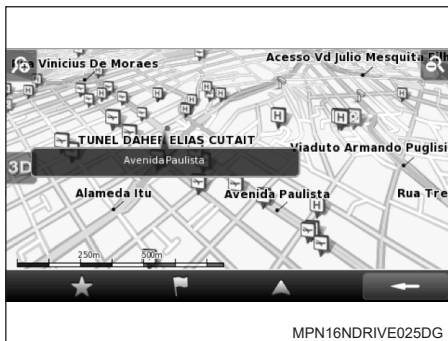 Vinicius De Moraes
Acesso Vd Julio Mesquita Filh
TUNEL DAHER ELIAS CUTAIT
Viaduto Armando Puglisi
Avenida Paulista
3D
Alameda Itu
Avenida Paulista
Rua Tre
250m
500m
MPN16NDRIVE025DG